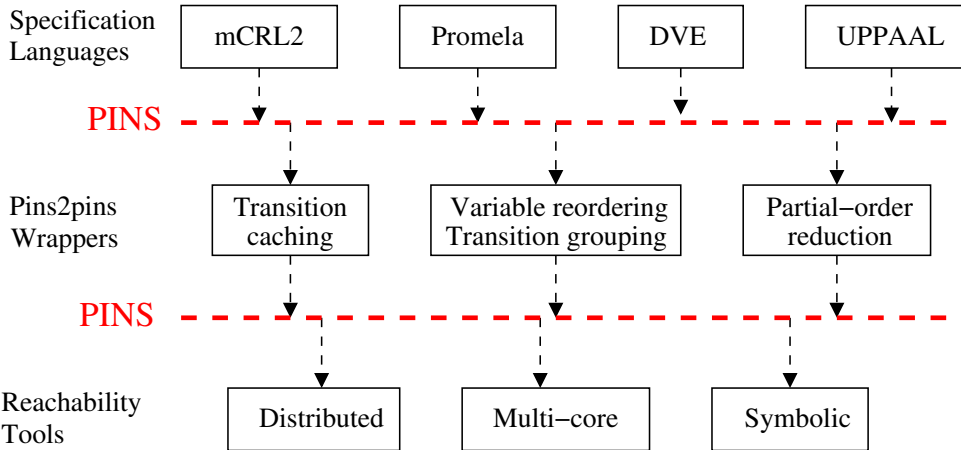 Specification
Languages
mCRL2
Promela
DVE
UPPAAL
PINS
Pins2pins
Wrappers
Transition
caching
Variable reordering
Transition grouping
Partial−order
reduction
PINS
Reachability
Tools
Distributed
Multi−core
Symbolic